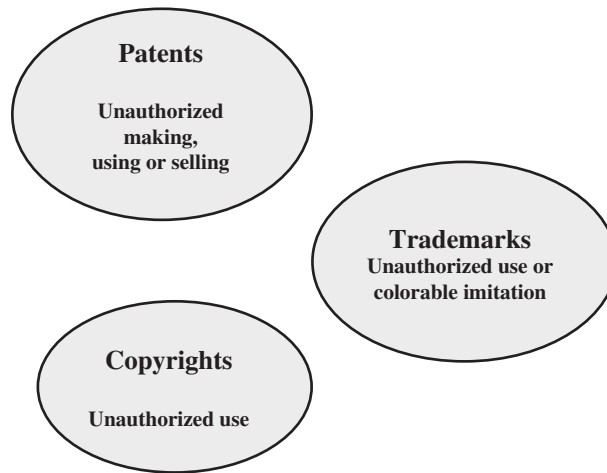 Patents
Unauthorized
making,
using or selling
Trademarks
Unauthorized use or
colorable imitation
Copyrights
Unauthorized use